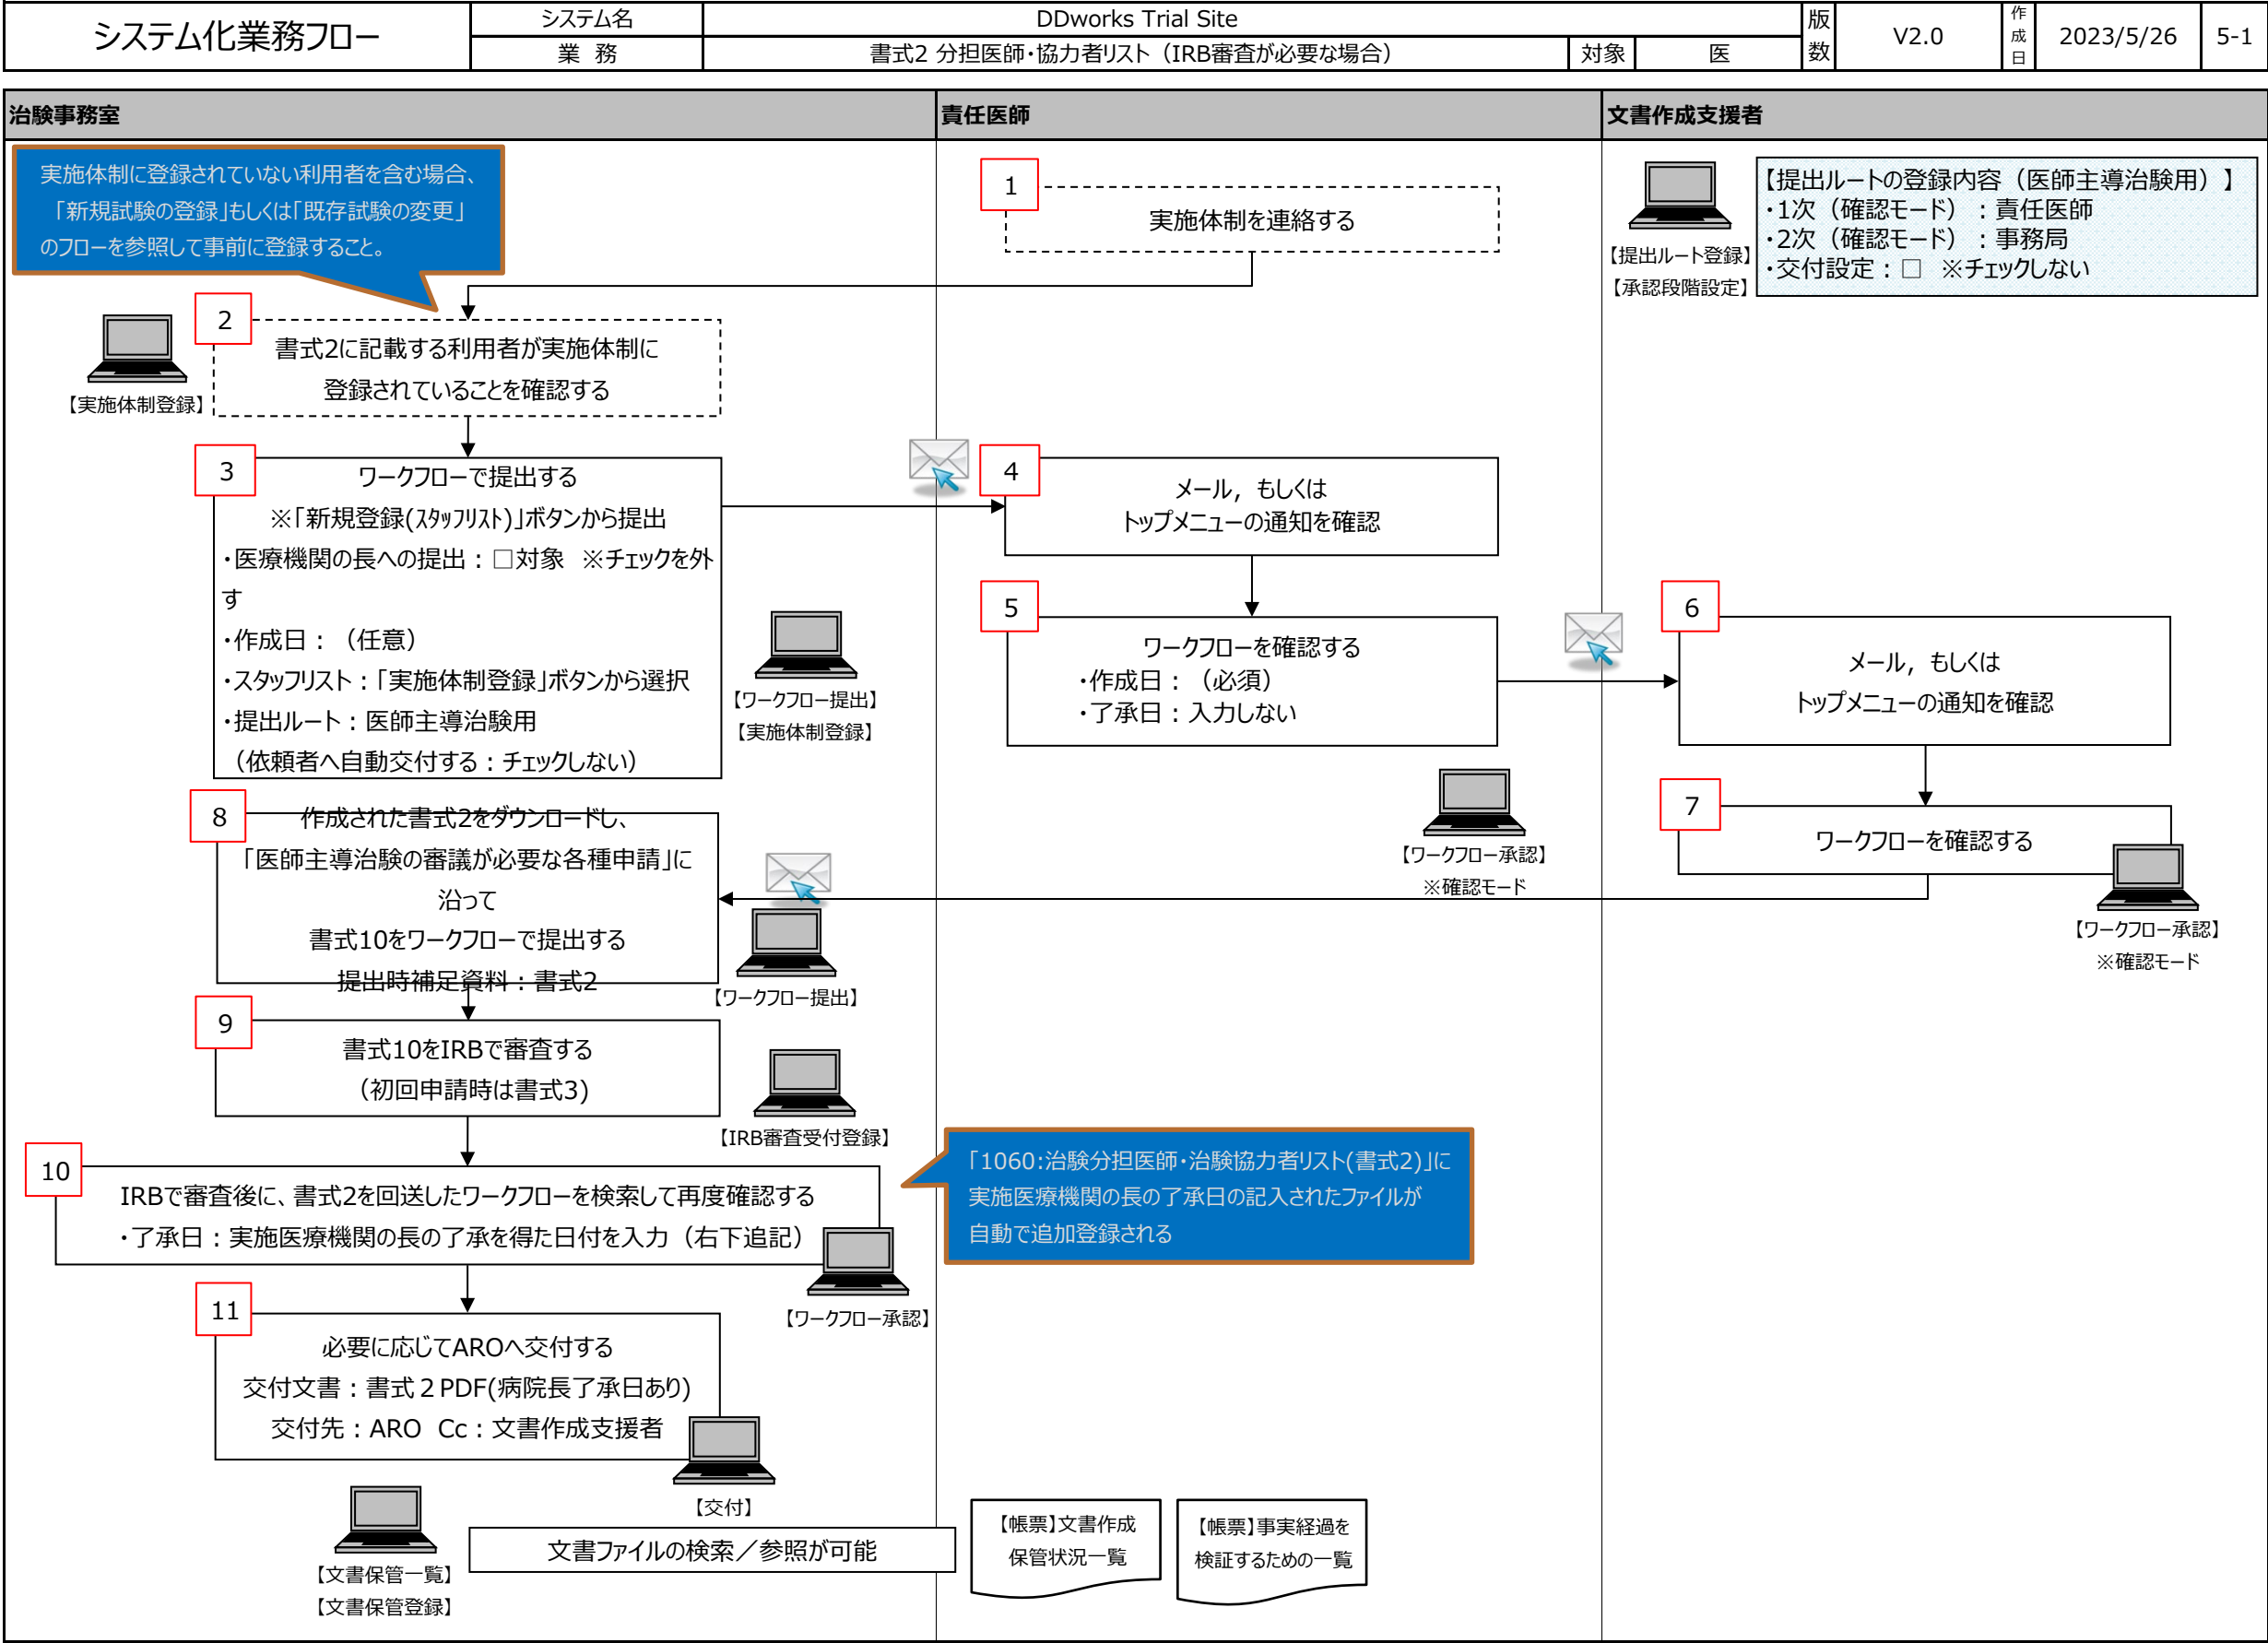 システム化業務フロー
システム名
DDworks Trial Site
業 務
書式2 分担医師・協力者リスト（IRB審査が必要な場合）
対象
医
版数
V2.0
作成日
2023/5/26
5-1
治験事務室
責任医師
文書作成支援者
実施体制に登録されていない利用者を含む場合、
「新規試験の登録」もしくは「既存試験の変更」
のフローを参照して事前に登録すること。
1
実施体制を連絡する
【提出ルート登録】
【承認段階設定】
【提出ルートの登録内容（医師主導治験用）】
・1次（確認モード）：責任医師
・2次（確認モード）：事務局
・交付設定：□ ※チェックしない
2
書式2に記載する利用者が実施体制に
登録されていることを確認する
【実施体制登録】
3
ワークフローで提出する
※「新規登録(ｽﾀｯﾌﾘｽﾄ)」ボタンから提出
・医療機関の長への提出：□対象 ※チェックを外
す
・作成日：（任意）
・スタッフリスト：「実施体制登録」ボタンから選択
・提出ルート：医師主導治験用
（依頼者へ自動交付する：チェックしない）
【ワークフロー提出】
【実施体制登録】
4
メール，もしくは
トップメニューの通知を確認
5
ワークフローを確認する
・作成日：（必須）
・了承日：入力しない
【ワークフロー承認】
※確認モード
6
メール，もしくは
トップメニューの通知を確認
7
ワークフローを確認する
【ワークフロー承認】
※確認モード
8
作成された書式2をダウンロードし、
「医師主導治験の審議が必要な各種申請」に
沿って
書式10をワークフローで提出する
提出時補足資料：書式2
【ワークフロー提出】
9
書式10をIRBで審査する
（初回申請時は書式3)
【IRB審査受付登録】
10
IRBで審査後に、書式2を回送したワークフローを検索して再度確認する
・了承日：実施医療機関の長の了承を得た日付を入力（右下追記）
【ワークフロー承認】
「1060:治験分担医師・治験協力者リスト(書式2)」に
実施医療機関の長の了承日の記入されたファイルが
自動で追加登録される
11
必要に応じてAROへ交付する
交付文書：書式２PDF(病院長了承日あり)
交付先：ARO Cc：文書作成支援者
【交付】
【文書保管一覧】
【文書保管登録】
文書ファイルの検索／参照が可能
【帳票】文書作成
保管状況一覧
【帳票】事実経過を
検証するための一覧